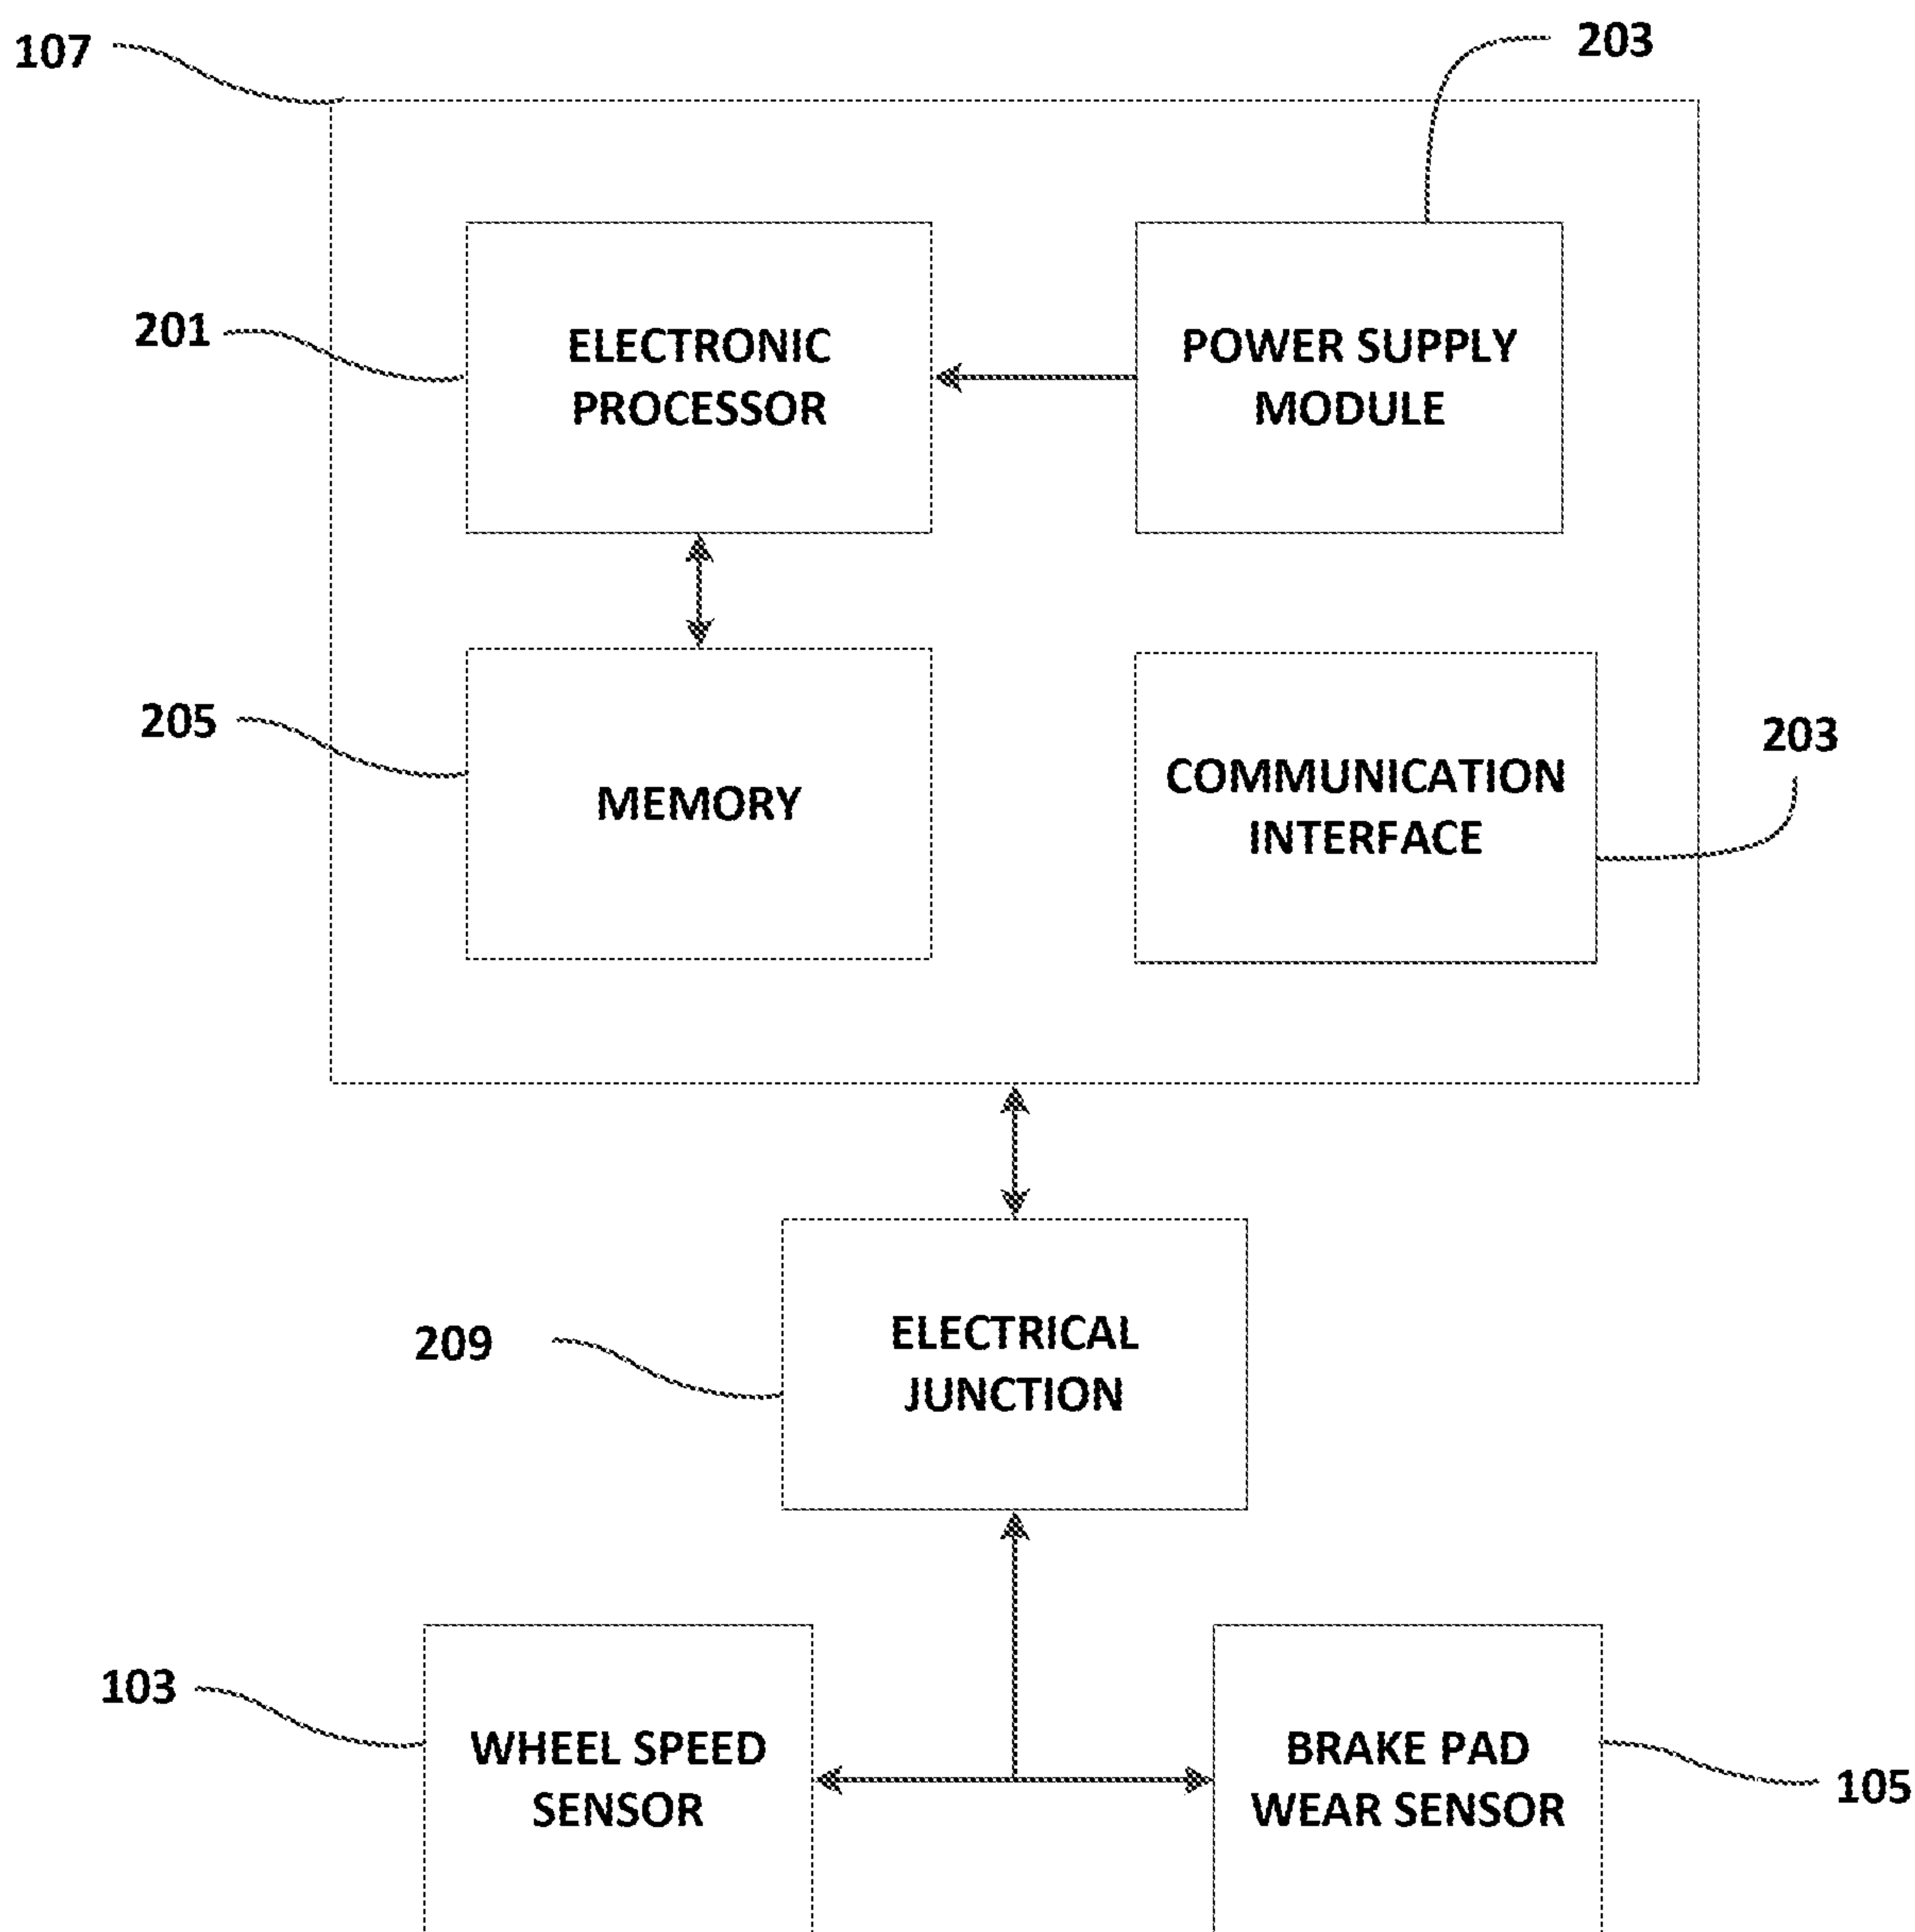 107
203
201
ELECTRONIC
PROCESSOR
POWER SUPPLY
MODULE
205
MEMORY
COMMUNICATION
INTERFACE
203
209
ELECTRICAL
JUNCTION
103
WHEEL SPEED
SENSOR
BRAKE PAD
WEAR SENSOR
105